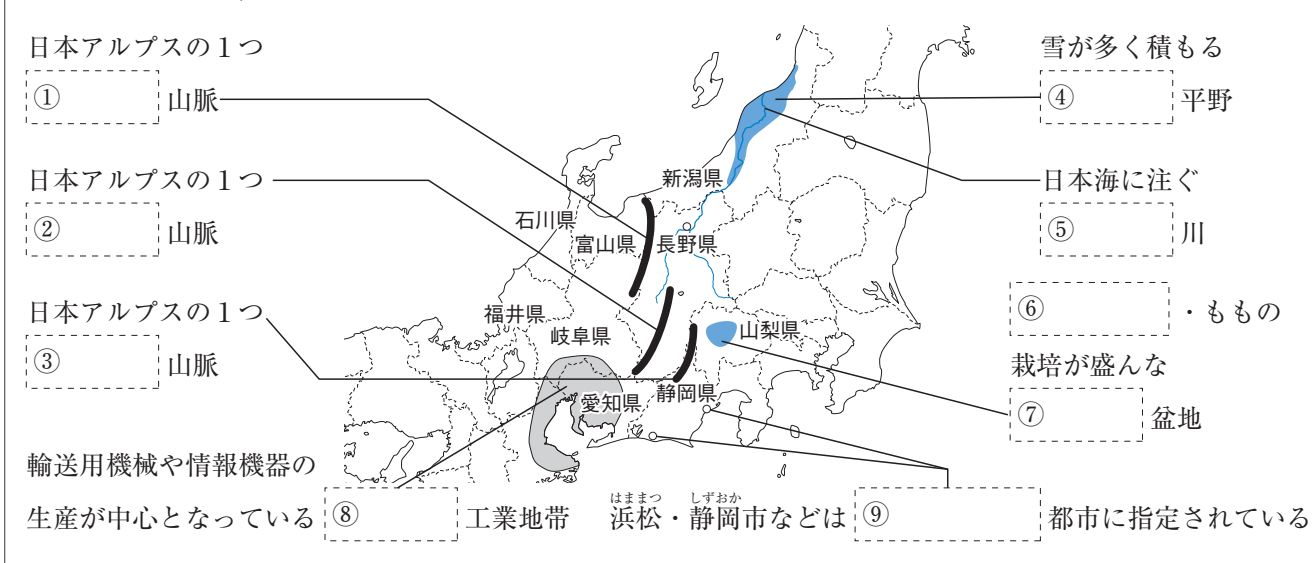 日本アルプスの1つ
① 山脈
日本アルプスの1つ
② 山脈
日本アルプスの1つ
③ 山脈
雪が多く積もる
④ 平野
日本海に注ぐ
⑤ 川
⑥ ・ももの
栽培が盛んな
⑦ 盆地
新潟県
石川県
富山県
長野県
福井県
岐阜県
山梨県
愛知県
静岡県
輸送用機械や情報機器の
生産が中心となっている ⑧ 工業地帯
はままつ しずおか
浜松・静岡市などは ⑨ 都市に指定されている